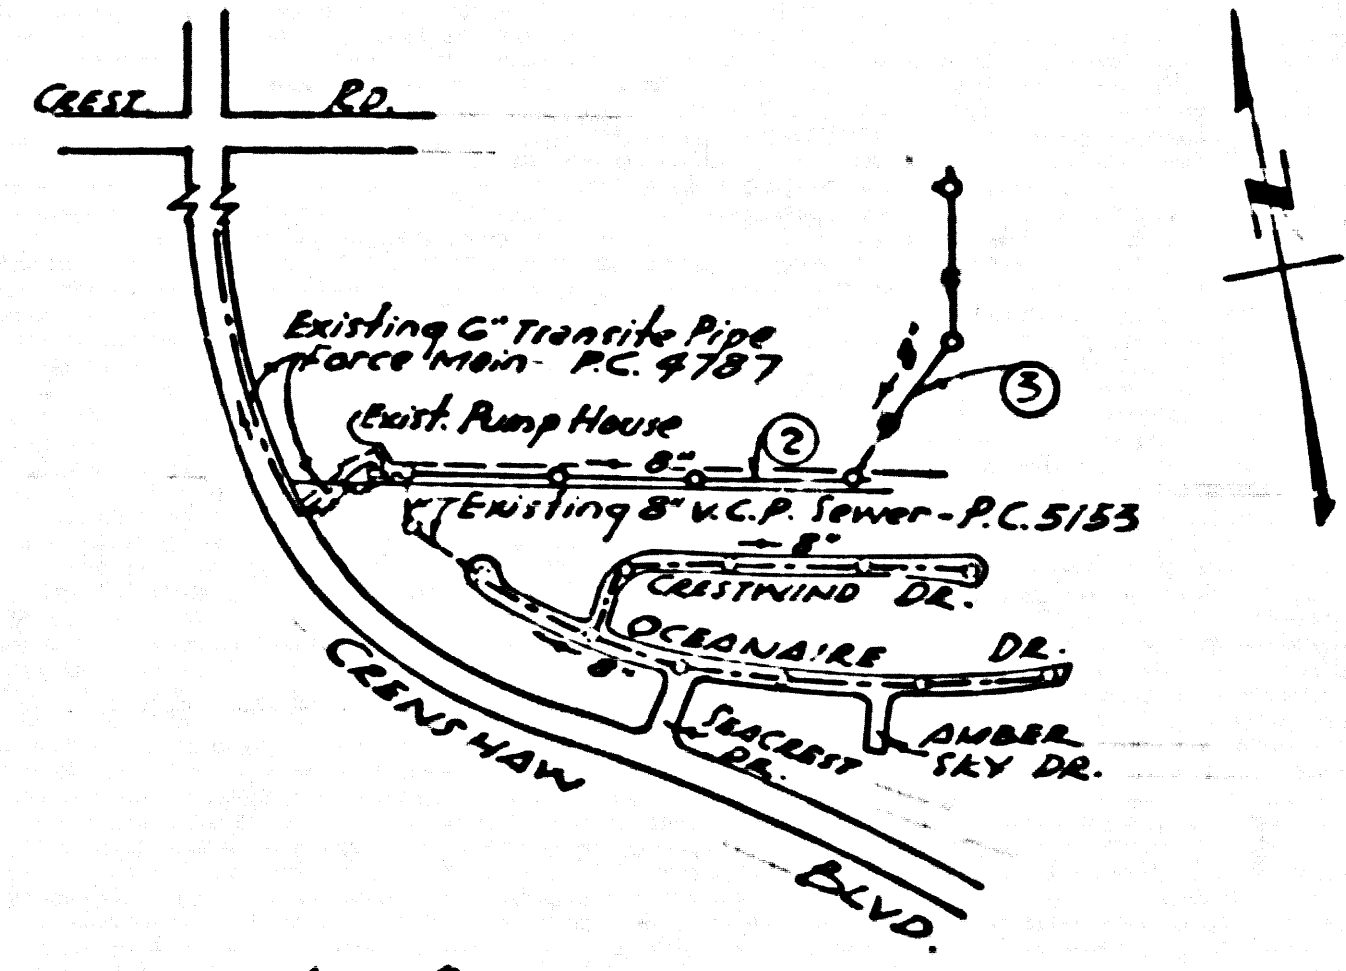 CREST RD.
N
Existing 6" Transite Pipe
Force Main - P.C. 4787
3
Exist. Pump House
2
8"
8"
Existing 8" V.C.P. Sewer - P.C. 5153
8"
CRESTWIND DR.
OCEANAIRE DR.
8"
CRENSHAW BLVD.
SEACREST
DR.
AMBER
SKY DR.